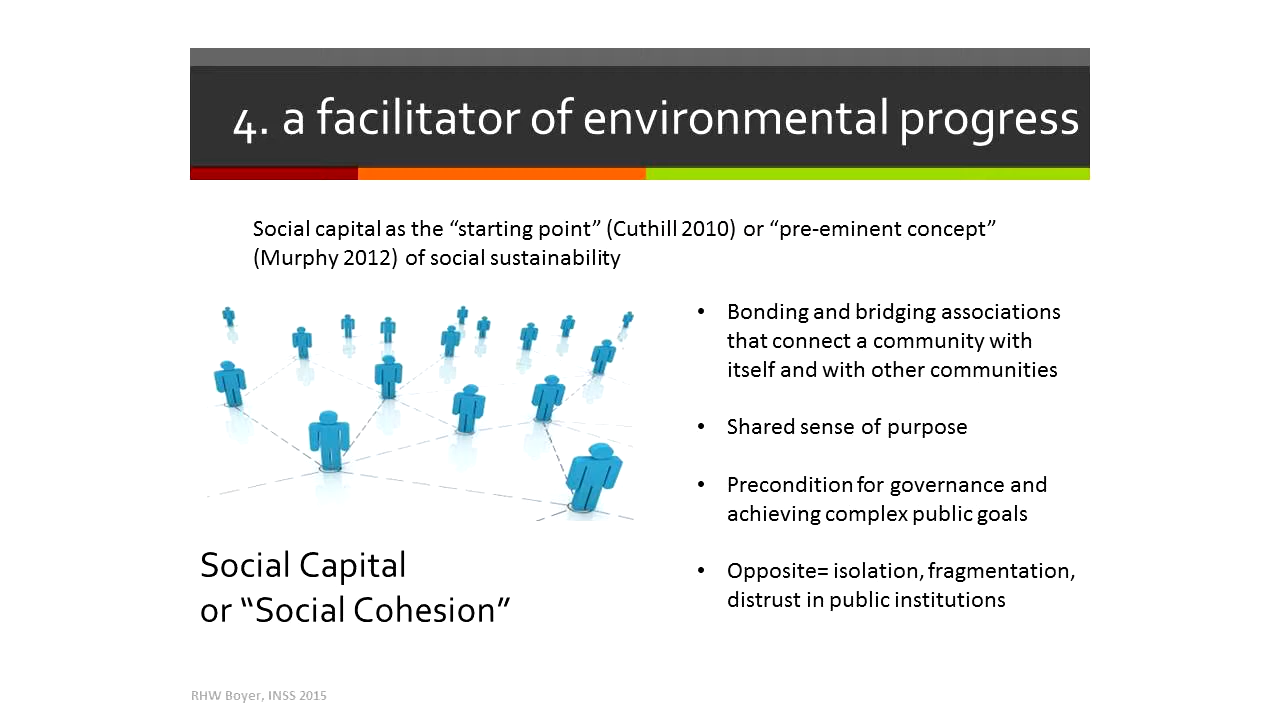 4. a facilitator of environmental progress
Social capital as the “starting point” (Cuthill 2010) or “pre-eminent concept”
(Murphy 2012) of social sustainability
• Bonding and bridging associations
that connect a community with
itself and with other communities
• Shared sense of purpose
• Precondition for governance and
achieving complex public goals
• Opposite= isolation, fragmentation,
distrust in public institutions
Social Capital
or “Social Cohesion”
RHW Boyer, INSS 2015